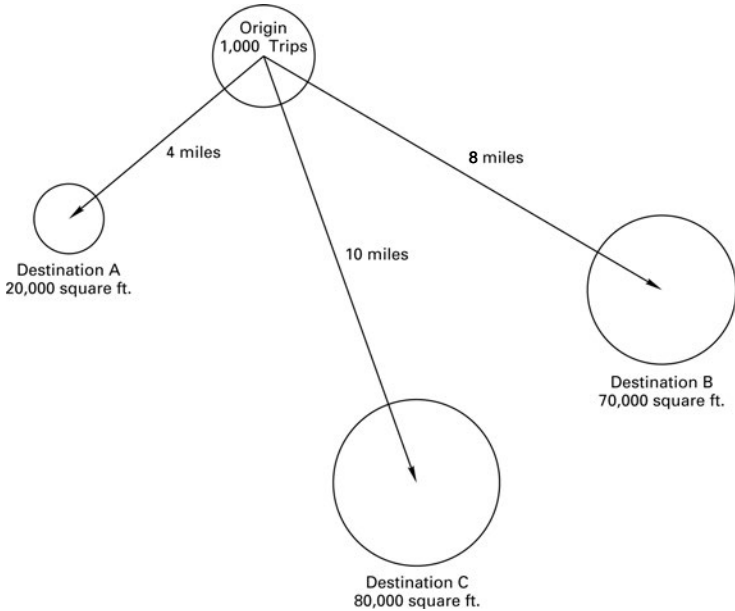 Origin
1,000 Trips
4 miles
8 miles
10 miles
Destination A
20,000 square ft.
Destination B
70,000 square ft.
Destination C
80,000 square ft.